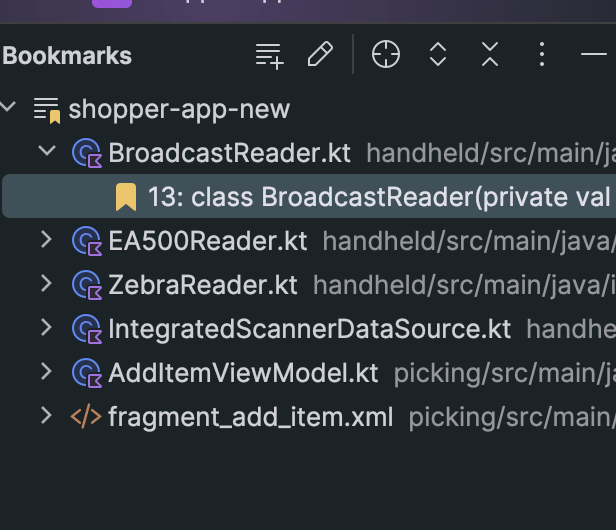 Bookmarks
shopper-app-new
BroadcastReader.kt handheld/src/main/ja
13: class BroadcastReader(private val
EA500Reader.kt handheld/src/main/java/
ZebraReader.kt handheld/src/main/java/i
IntegratedScannerDataSource.kt handhe
AddItemViewModel.kt picking/src/main/ja
fragment_add_item.xml picking/src/main/